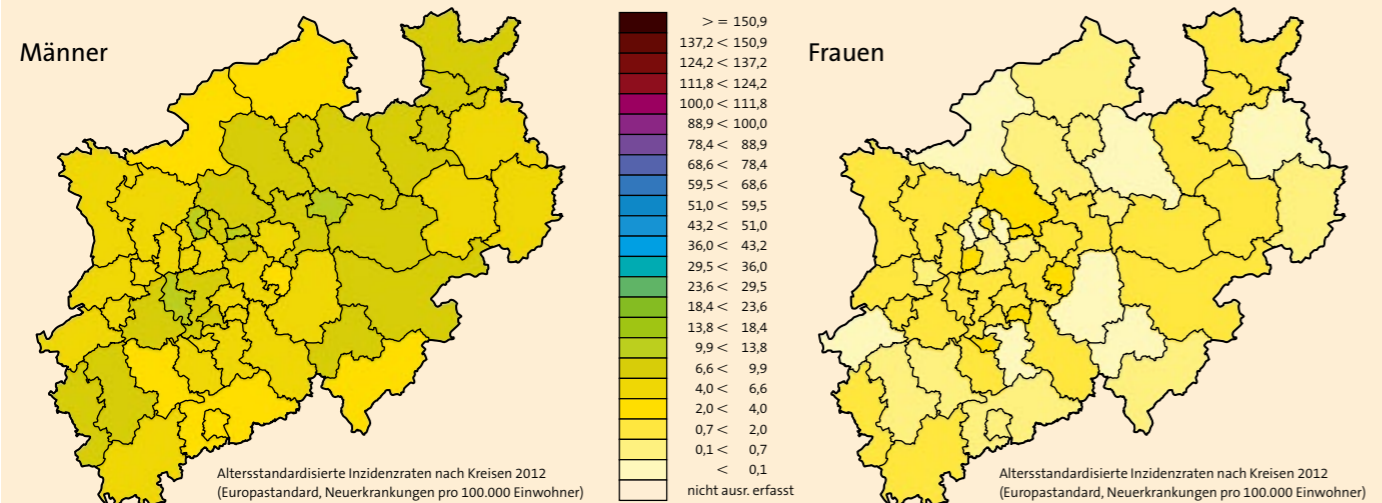 Männer
> = 150,9
137,2 < 150,9
124,2 < 137,2
111,8 < 124,2
100,0 < 111,8
88,9 < 100,0
78,4 < 88,9
68,6 < 78,4
59,5 < 68,6
51,0 < 59,5
43,2 < 51,0
36,0 < 43,2
29,5 < 36,0
23,6 < 29,5
18,4 < 23,6
13,8 < 18,4
9,9 < 13,8
6,6 < 9,9
4,0 < 6,6
2,0 < 4,0
0,7 < 2,0
0,1 < 0,7
< 0,1
nicht ausr. erfasst
Altersstandardisierte Inzidenzraten nach Kreisen 2012
(Europastandard, Neuerkrankungen pro 100.000 Einwohner)
Frauen
Altersstandardisierte Inzidenzraten nach Kreisen 2012
(Europastandard, Neuerkrankungen pro 100.000 Einwohner)